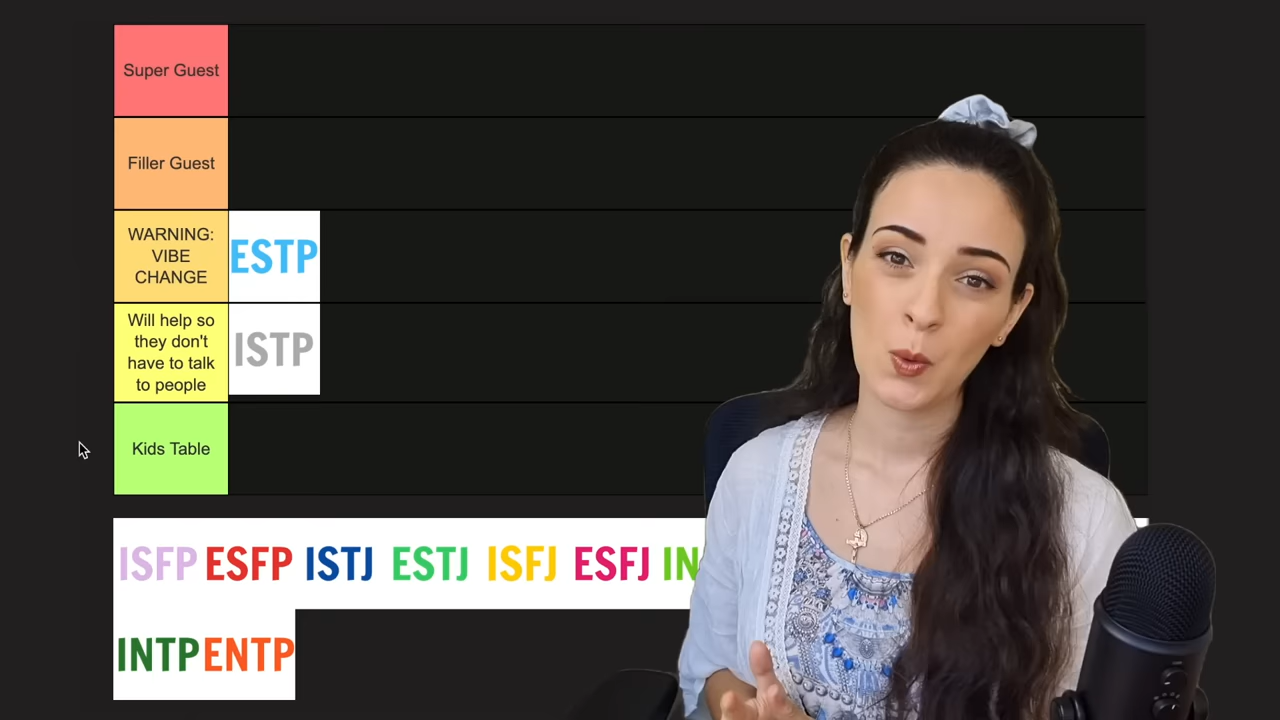 Super Guest
Filler Guest
WARNING:
VIBE
CHANGE
ESTP
Will help so
they don't
have to talk
to people
ISTP
Kids Table
ISFP ESFP ISTJ ESTJ ISFJ ESFJ IN
INTP ENTP